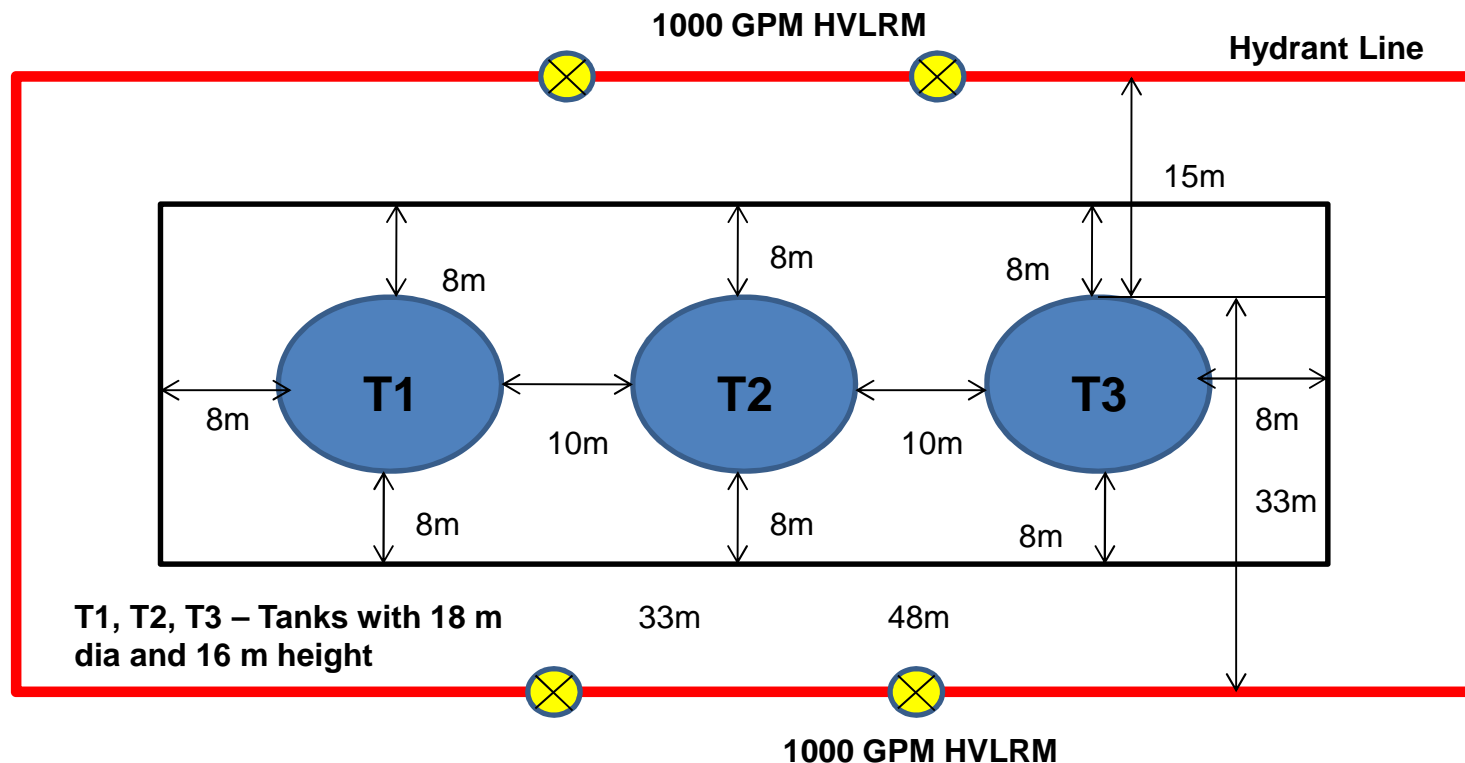 1000 GPM HVLRM
Hydrant Line
15m
8m
8m
8m
T1
T2
T3
8m
10m
10m
8m
8m
8m
8m
33m
T1, T2, T3 – Tanks with 18 m
dia and 16 m height
33m
48m
1000 GPM HVLRM